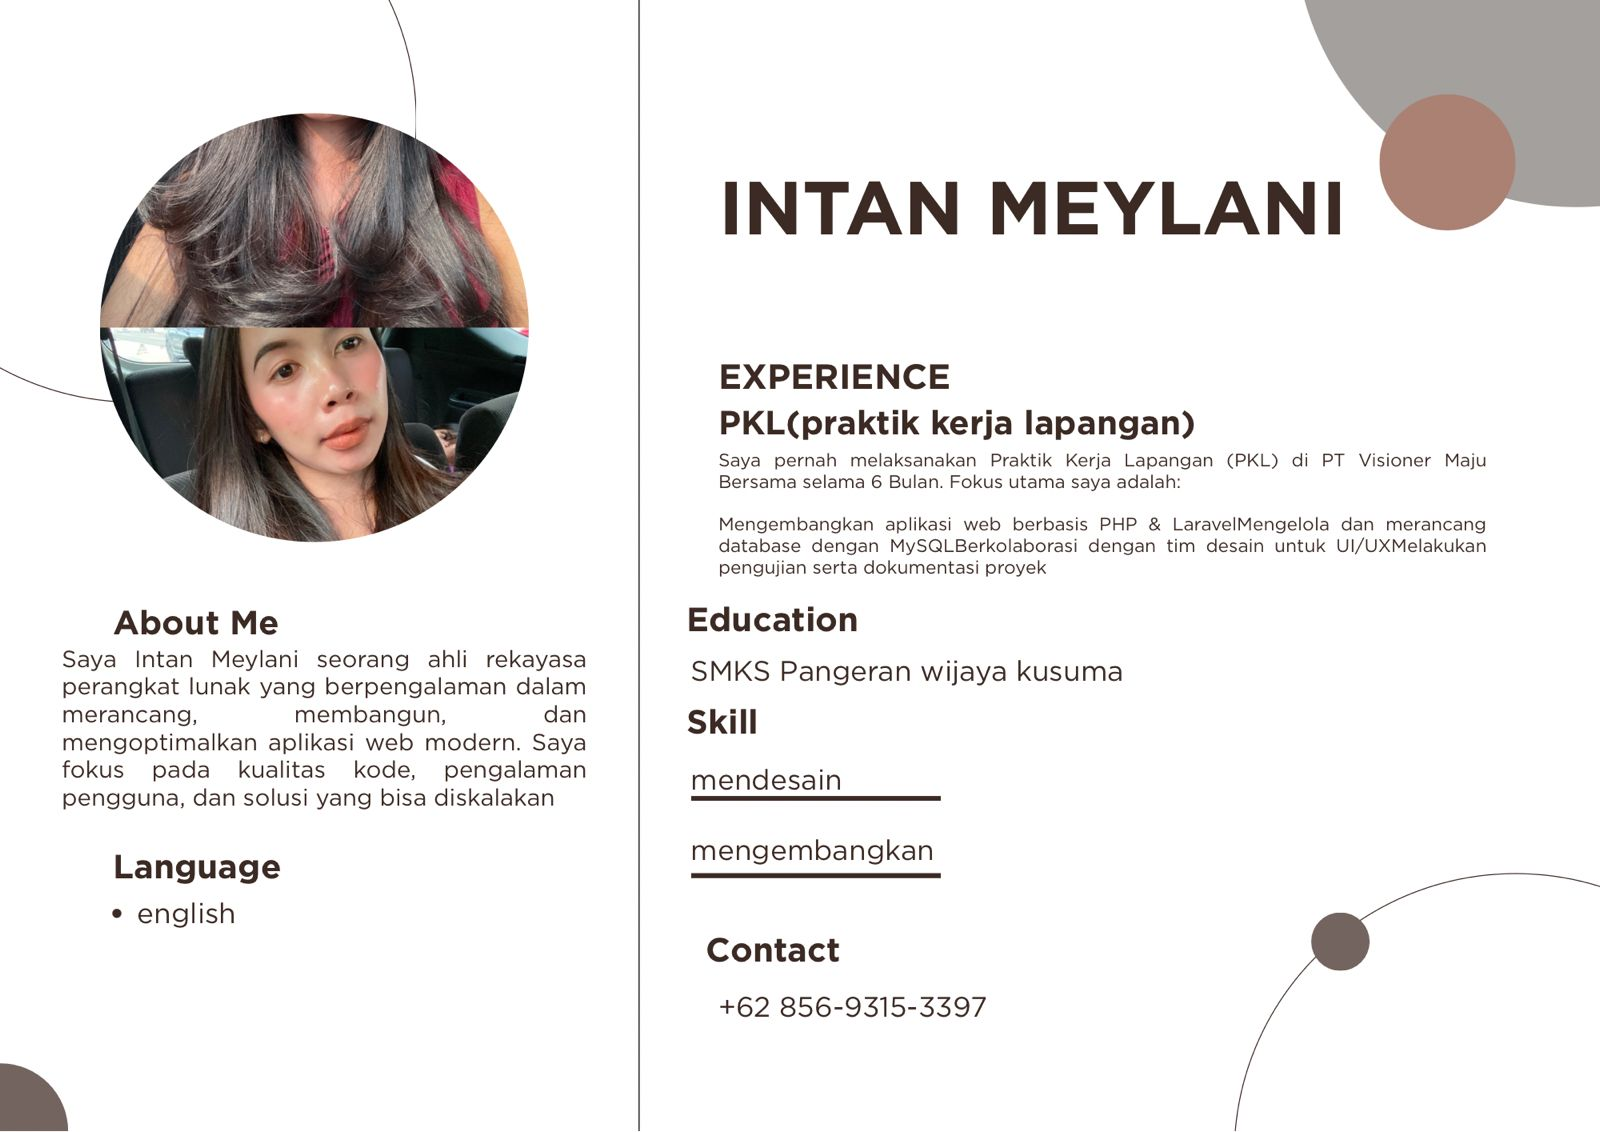 INTAN MEYLANI
EXPERIENCE
PKL(praktik kerja lapangan)
Saya pernah melaksanakan Praktik Kerja Lapangan (PKL) di PT Visioner Maju
Bersama selama 6 Bulan. Fokus utama saya adalah:
Mengembangkan aplikasi web berbasis PHP & LaravelMengelola dan merancang
database dengan MySQLBerkolaborasi dengan tim desain untuk UI/UXMelakukan
pengujian serta dokumentasi proyek
About Me
Saya Intan Meylani seorang ahli rekayasa
perangkat lunak yang berpengalaman dalam
merancang, membangun, dan
mengoptimalkan aplikasi web modern. Saya
fokus pada kualitas kode, pengalaman
pengguna, dan solusi yang bisa diskalakan
Language
• english
Education
SMKS Pangeran wijaya kusuma
Skill
mendesain
mengembangkan
Contact
+62 856-9315-3397